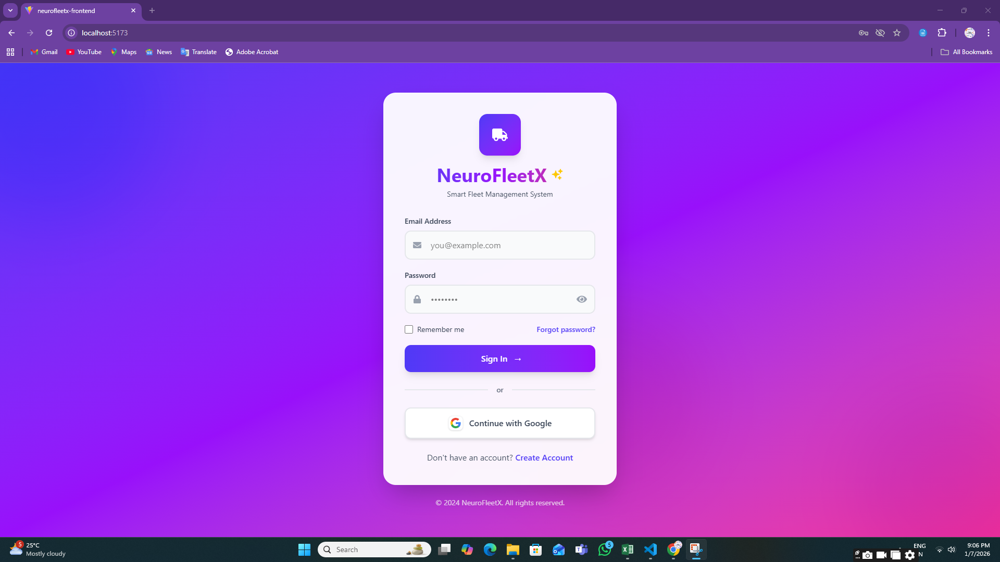 neurofleetx-frontend
localhost:5173
Gmail
YouTube
Maps
News
Translate
Adobe Acrobat
All Bookmarks
NeuroFleetX
Smart Fleet Management System
Email Address
you@example.com
Password
••••••••
Remember me
Forgot password?
Sign In →
or
Continue with Google
Don't have an account? Create Account
© 2024 NeuroFleetX. All rights reserved.
5
25°C
Mostly cloudy
Search
5
ENG
N
9:06 PM
1/7/2026